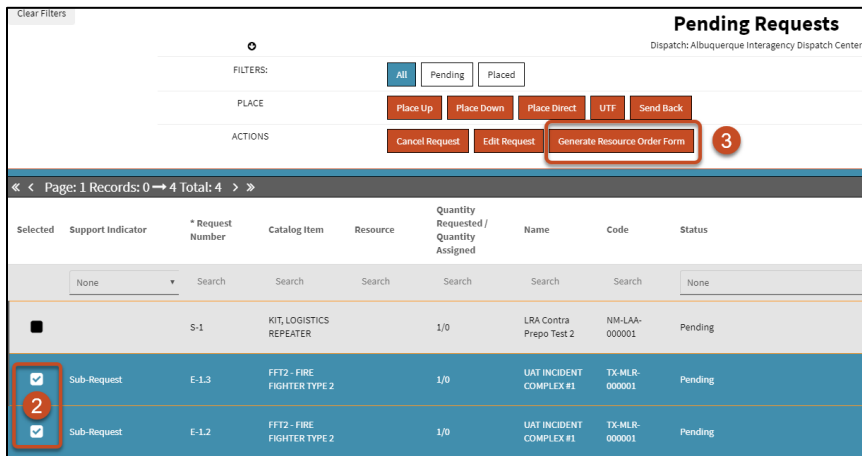 Clear Filters
Pending Requests
Dispatch: Albuquerque Interagency Dispatch Center
FILTERS:
All
Pending
Placed
PLACE
Place Up
Place Down
Place Direct
UTF
Send Back
ACTIONS
Cancel Request
Edit Request
Generate Resource Order Form
3
« < Page: 1 Records: 0 → 4 Total: 4 > »
Selected
Support Indicator
* Request
Number
Catalog Item
Resource
Quantity
Requested /
Quantity
Assigned
Name
Code
Status
None
Search
Search
Search
Search
Search
Search
None
S-1
KIT, LOGISTICS
REPEATER
1/0
LRA Contra
Prepo Test 2
NM-LAA-
000001
Pending
Sub-Request
E-1.3
FFT2 - FIRE
FIGHTER TYPE 2
1/0
UAT INCIDENT
COMPLEX #1
TX-MLR-
000001
Pending
2
Sub-Request
E-1.2
FFT2 - FIRE
FIGHTER TYPE 2
1/0
UAT INCIDENT
COMPLEX #1
TX-MLR-
000001
Pending